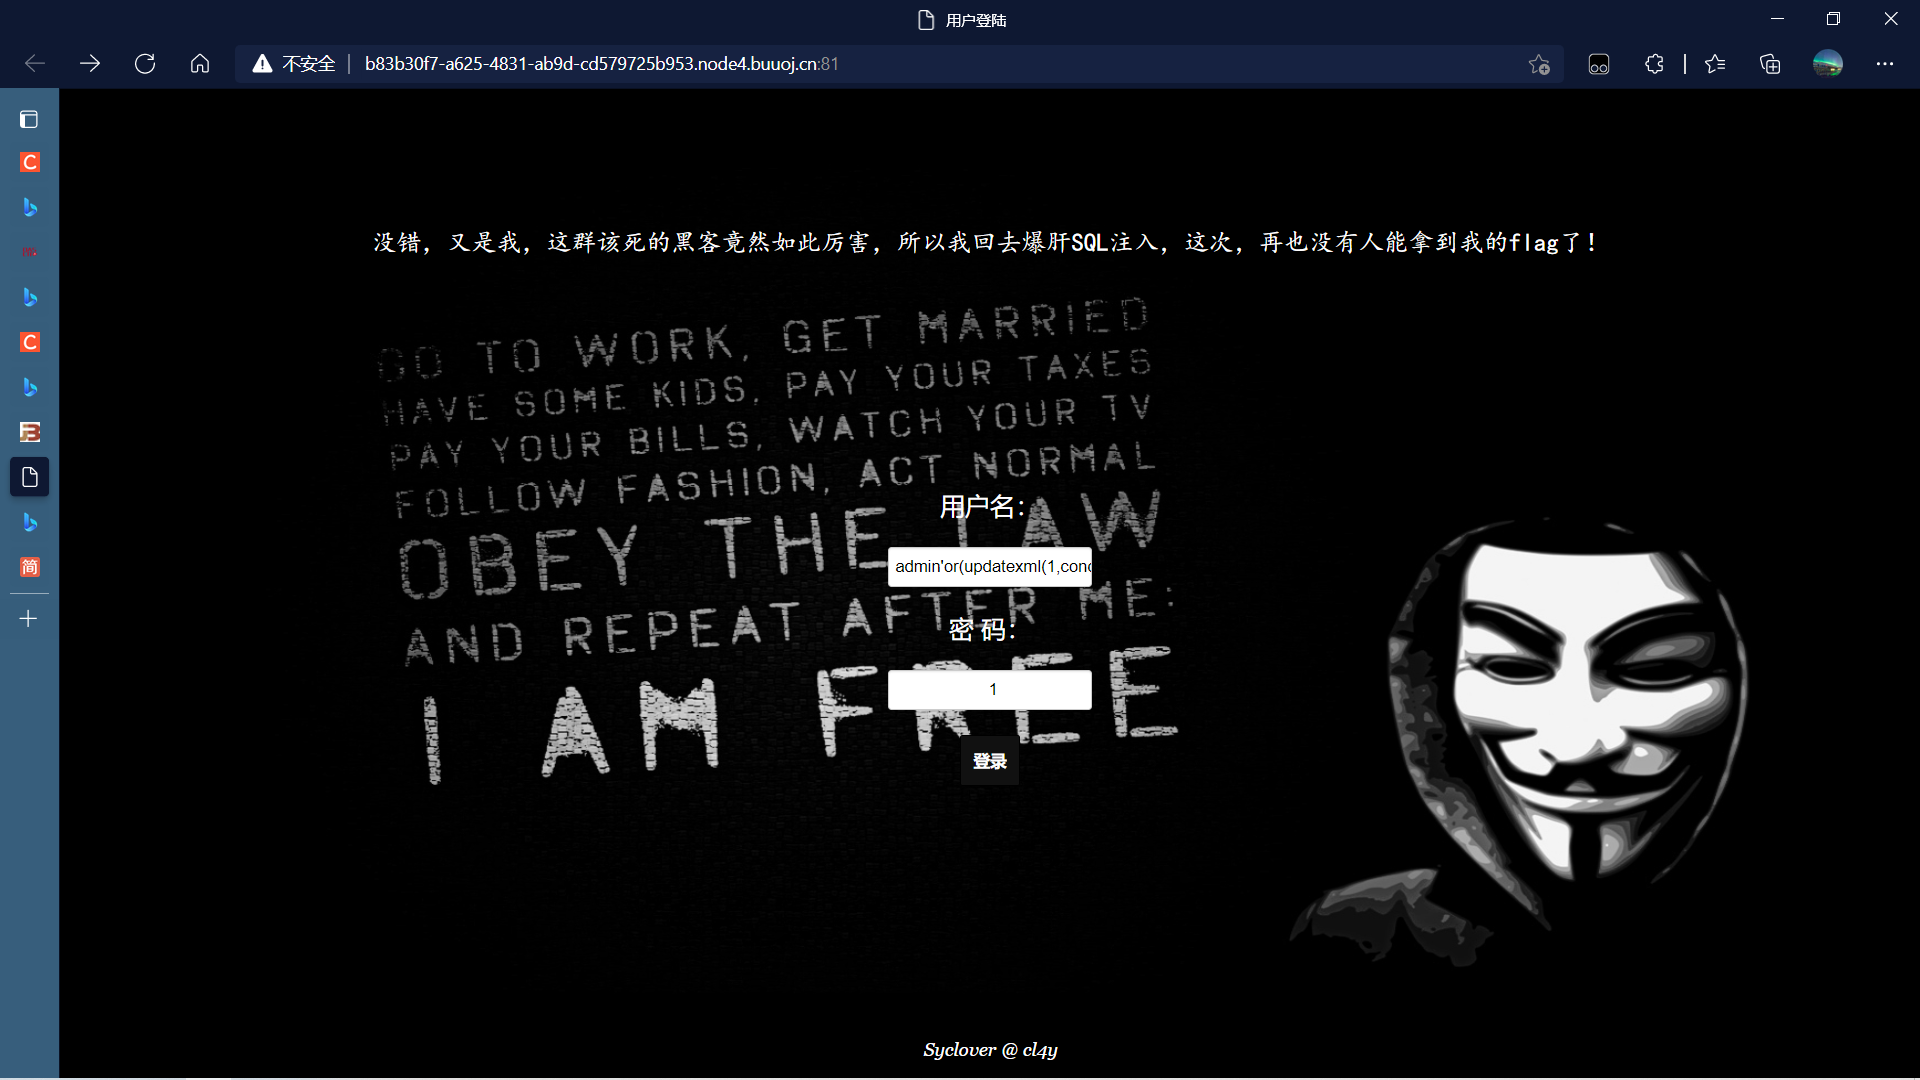 用户登陆
不安全
b83b30f7-a625-4831-ab9d-cd579725b953.node4.buuoj.cn:81
没错，又是我，这群该死的黑客竟然如此厉害，所以我回去爆肝SQL注入，这次，再也没有人能拿到我的flag了！
GO TO WORK, GET MARRIED
HAVE SOME KIDS, PAY YOUR TAXES
PAY YOUR BILLS, WATCH YOUR TV
FOLLOW FASHION, ACT NORMAL
OBEY THE LAW
AND REPEAT AFTER ME:
I AM FREE
用户名：
admin'or(updatexml(1,conc
密 码：
1
登录
简
Syclover @ cl4y